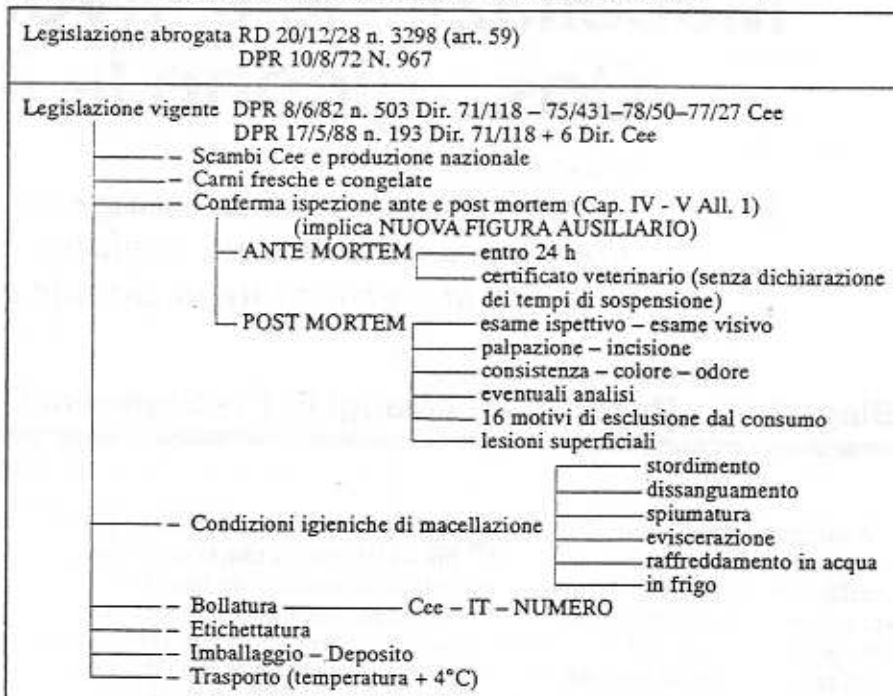 Legislazione abrogata RD 20/12/28 n. 3298 (art. 59)
DPR 10/8/72 N. 967
Legislazione vigente DPR 8/6/82 n. 503 Dir. 71/118 – 75/431–78/50–77/27 Cee
DPR 17/5/88 n. 193 Dir. 71/118 + 6 Dir. Cee
– Scambi Cee e produzione nazionale
– Carni fresche e congelate
– Conferma ispezione ante e post mortem (Cap. IV - V All. 1)
(implica NUOVA FIGURA AUSILIARIO)
ANTE MORTEM
entro 24 h
certificato veterinario (senza dichiarazione
dei tempi di sospensione)
POST MORTEM
esame ispettivo – esame visivo
palpazione – incisione
consistenza – colore – odore
eventuali analisi
16 motivi di esclusione dal consumo
lesioni superficiali
– Condizioni igieniche di macellazione
stordimento
dissanguamento
spiumatura
eviscerazione
raffreddamento in acqua
in frigo
– Bollatura
Cee – IT – NUMERO
– Etichettatura
– Imballaggio – Deposito
– Trasporto (temperatura + 4°C)